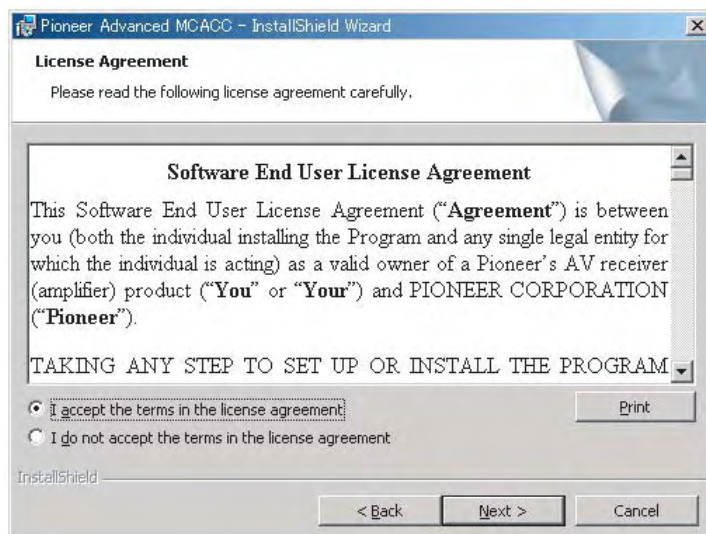 Pioneer Advanced MCACC - InstallShield Wizard
License Agreement
Please read the following license agreement carefully.
Software End User License Agreement
This Software End User License Agreement (“Agreement”) is between
you (both the individual installing the Program and any single legal entity for
which the individual is acting) as a valid owner of a Pioneer’s AV receiver
(amplifier) product (“You” or “Your”) and PIONEER CORPORATION
(“Pioneer”).
TAKING ANY STEP TO SET UP OR INSTALL THE PROGRAM
I accept the terms in the license agreement
Print
I do not accept the terms in the license agreement
InstallShield
< Back
Next >
Cancel